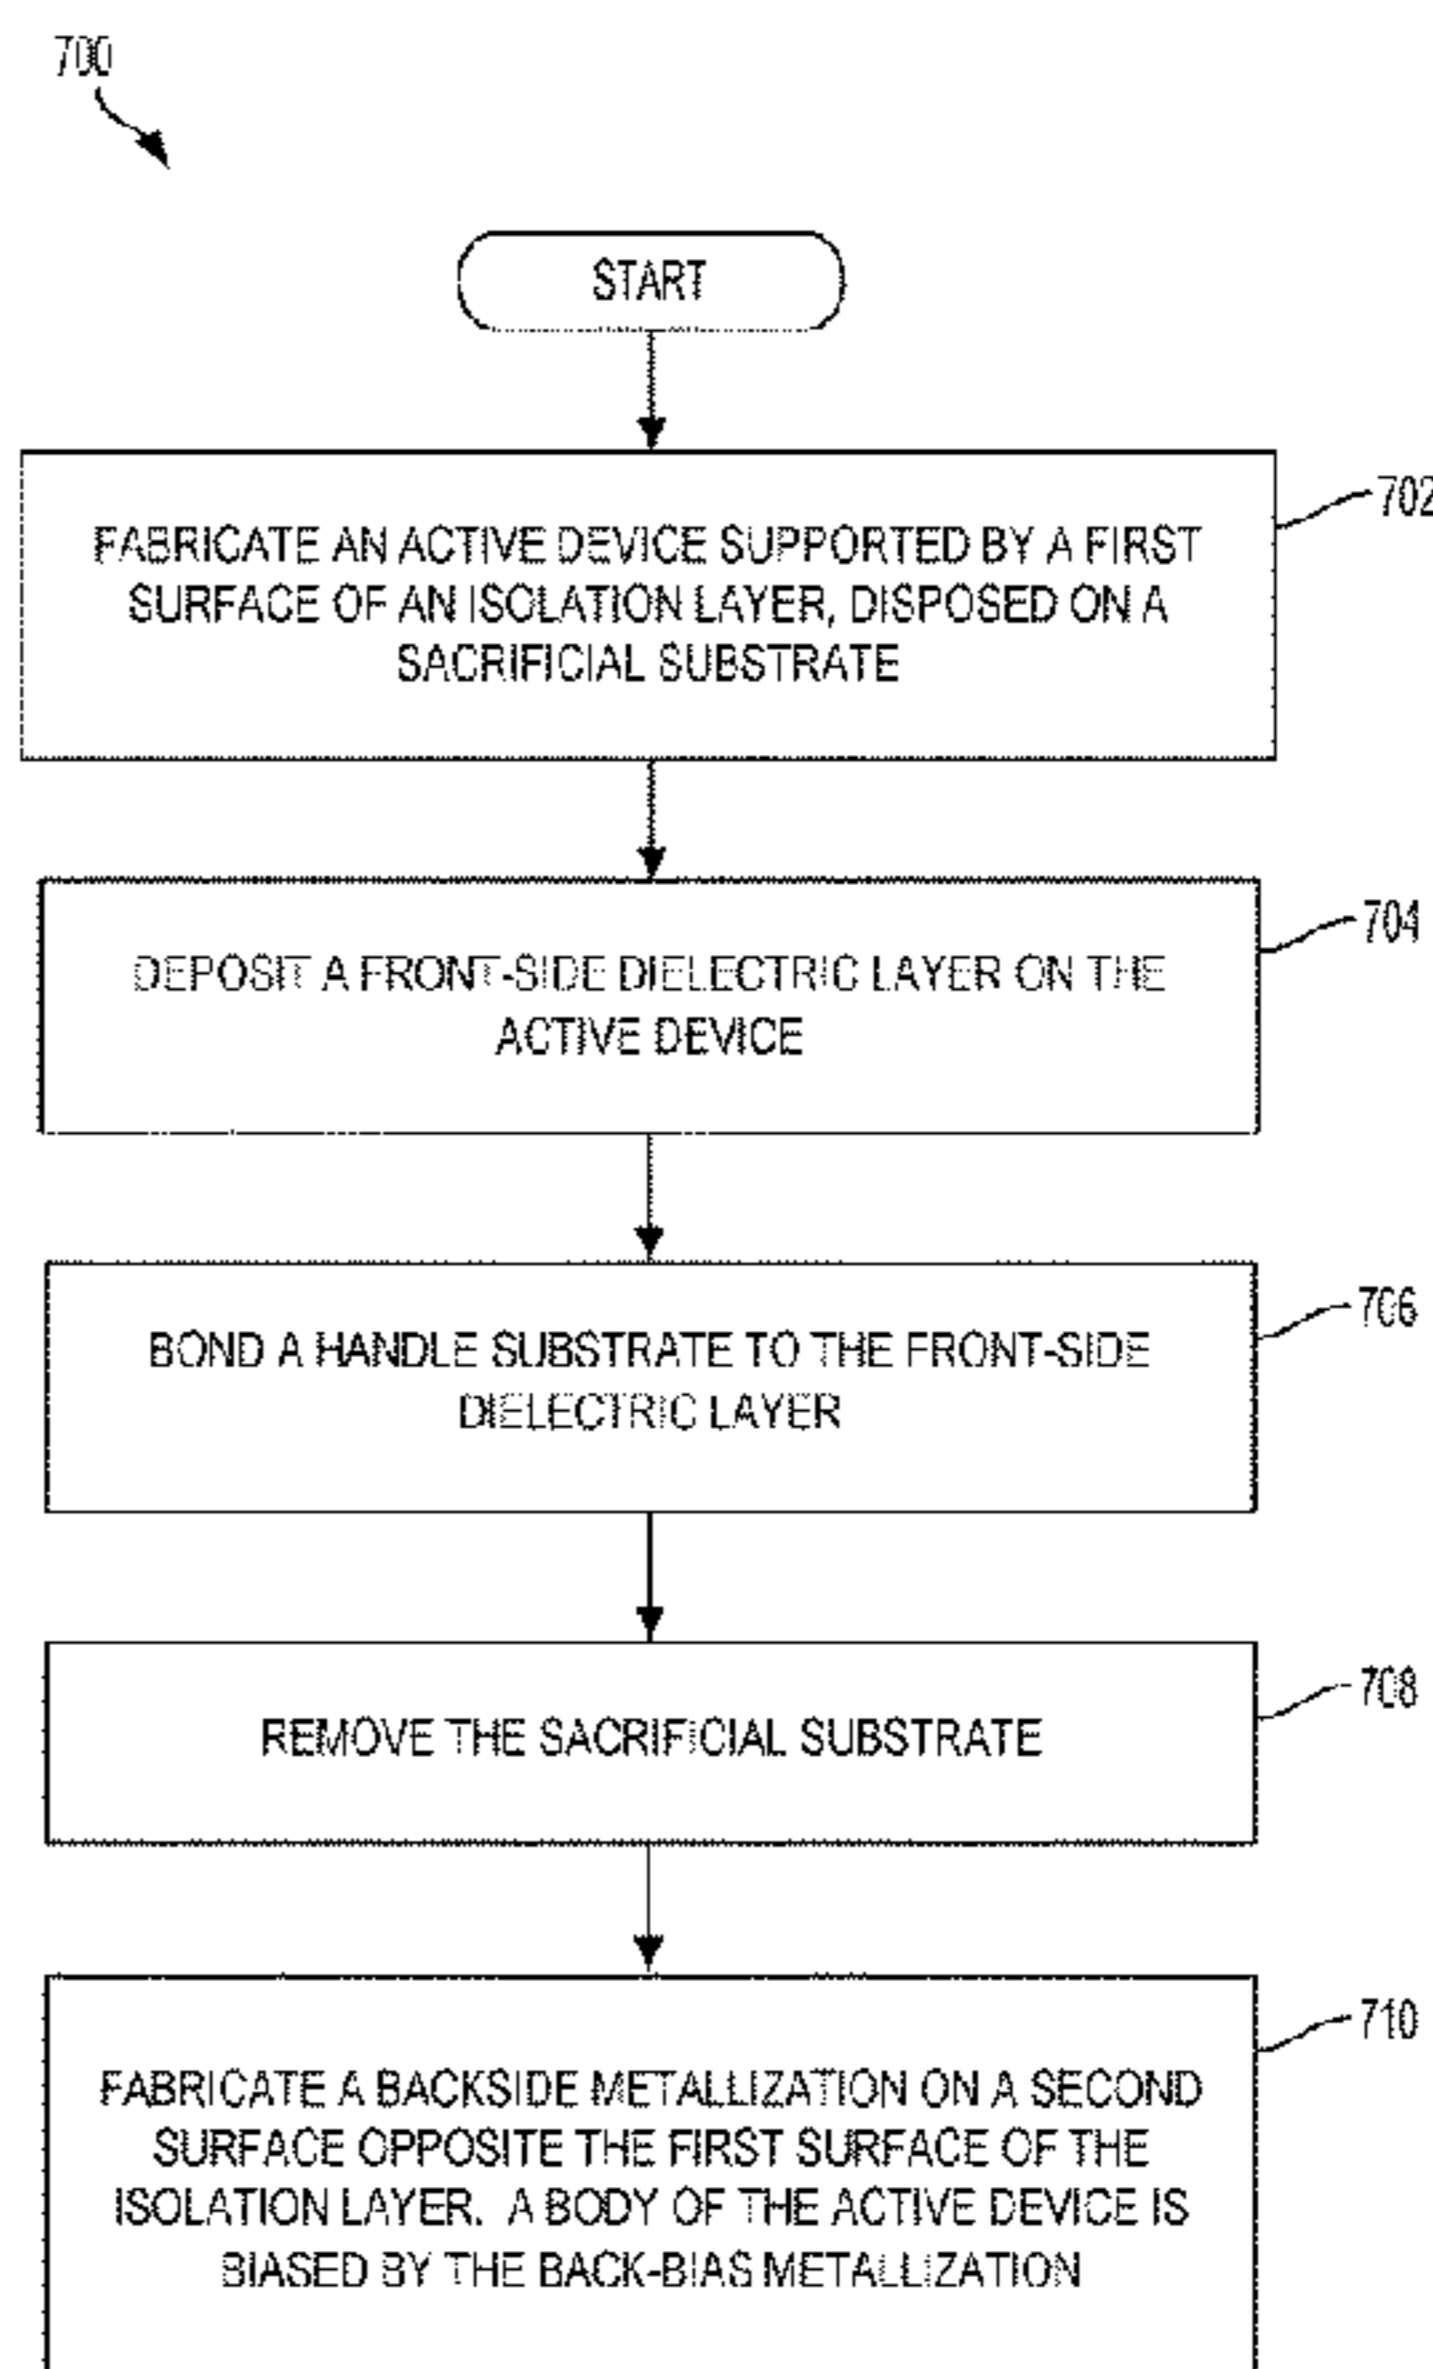 700
START
FABRICATE AN ACTIVE DEVICE SUPPORTED BY A FIRST
SURFACE OF AN ISOLATION LAYER, DISPOSED ON A
SACRIFICIAL SUBSTRATE
702
DEPOSIT A FRONT-SIDE DIELECTRIC LAYER ON THE
ACTIVE DEVICE
704
BOND A HANDLE SUBSTRATE TO THE FRONT-SIDE
DIELECTRIC LAYER
706
REMOVE THE SACRIFICIAL SUBSTRATE
708
FABRICATE A BACKSIDE METALLIZATION ON A SECOND
SURFACE OPPOSITE THE FIRST SURFACE OF THE
ISOLATION LAYER. A BODY OF THE ACTIVE DEVICE IS
BIASED BY THE BACK-BIAS METALLIZATION
710